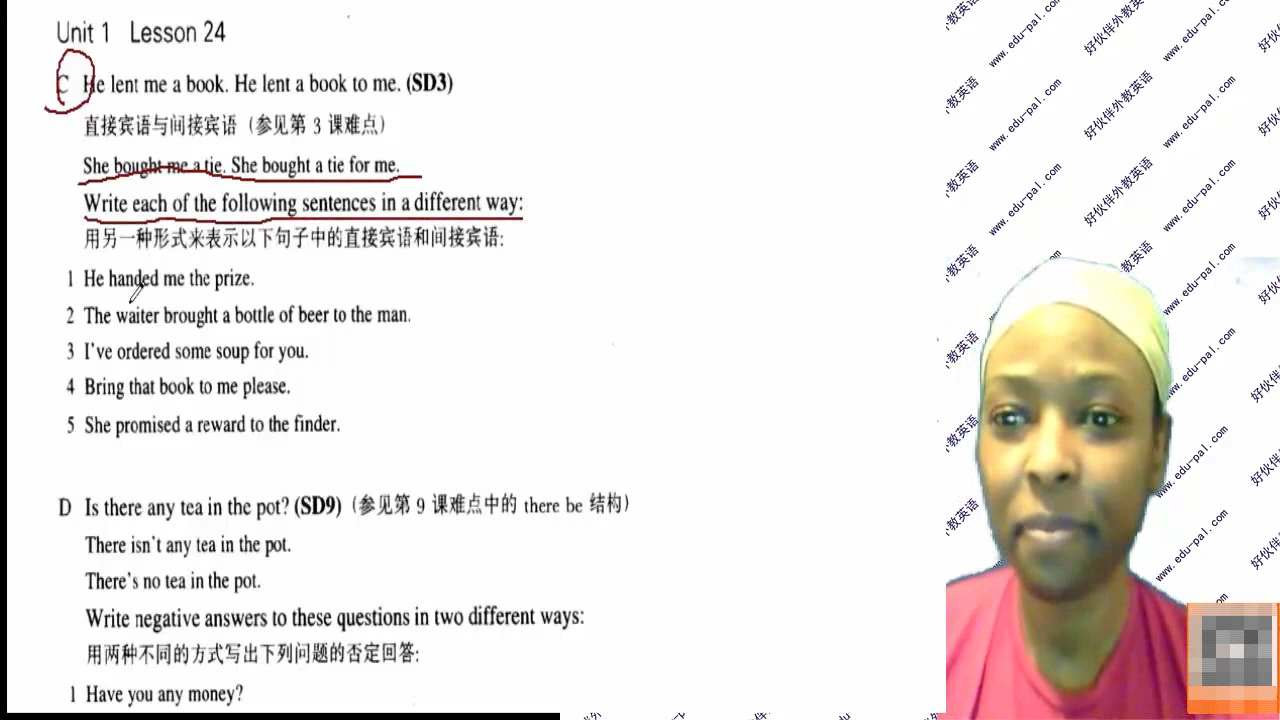 Unit 1 Lesson 24
C He lent me a book. He lent a book to me. (SD3)
直接宾语与间接宾语（参见第 3 课难点）
She bought me a tie. She bought a tie for me.
Write each of the following sentences in a different way:
用另一种形式来表示以下句子中的直接宾语和间接宾语:
1 He handed me the prize.
2 The waiter brought a bottle of beer to the man.
3 I've ordered some soup for you.
4 Bring that book to me please.
5 She promised a reward to the finder.
D Is there any tea in the pot? (SD9)（参见第 9 课难点中的 there be 结构）
There isn't any tea in the pot.
There's no tea in the pot.
Write negative answers to these questions in two different ways:
用两种不同的方式写出下列问题的否定回答:
1 Have you any money?
好伙伴外教英语
www.edu-pal.com